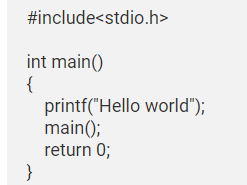 #include<stdio.h>
int main()
{
printf("Hello world");
main();
return 0;
}